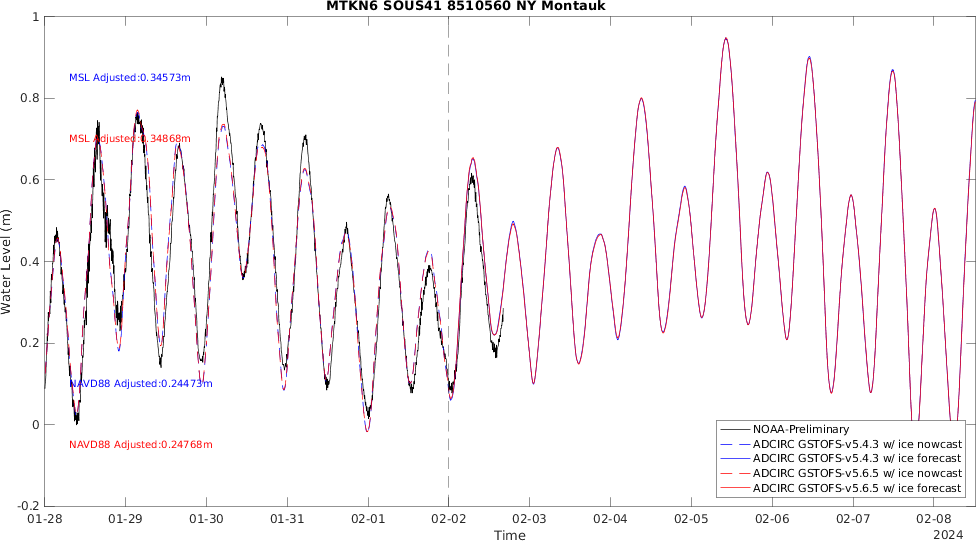 MTKN6 SOUS41 8510560 NY Montauk
1
0.8
0.6
0.4
0.2
0
-0.2
Water Level (m)
MSL Adjusted:0.34573m
MSL Adjusted:0.34868m
NAVD88 Adjusted:0.24473m
NAVD88 Adjusted:0.24768m
NOAA-Preliminary
ADCIRC GSTOFS-v5.4.3 w/ ice nowcast
ADCIRC GSTOFS-v5.4.3 w/ ice forecast
ADCIRC GSTOFS-v5.6.5 w/ ice nowcast
ADCIRC GSTOFS-v5.6.5 w/ ice forecast
01-28 01-29 01-30 01-31 02-01 02-02 02-03 02-04 02-05 02-06 02-07 02-08
Time
2024